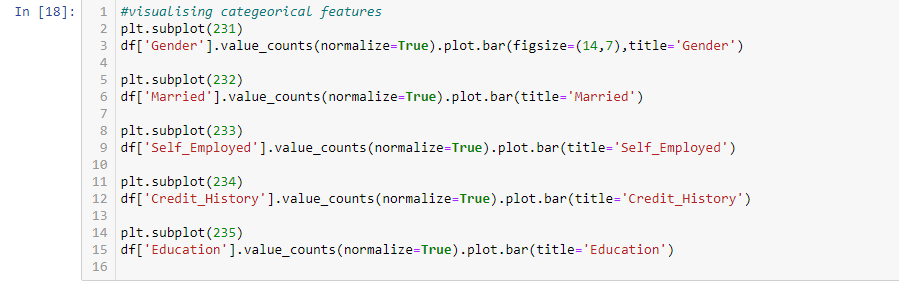 In [18]:
1 #visualising categeorical features
2 plt.subplot(231)
3 df['Gender'].value_counts(normalize=True).plot.bar(figsize=(14,7),title='Gender')
4
5 plt.subplot(232)
6 df['Married'].value_counts(normalize=True).plot.bar(title='Married')
7
8 plt.subplot(233)
9 df['Self_Employed'].value_counts(normalize=True).plot.bar(title='Self_Employed')
10
11 plt.subplot(234)
12 df['Credit_History'].value_counts(normalize=True).plot.bar(title='Credit_History')
13
14 plt.subplot(235)
15 df['Education'].value_counts(normalize=True).plot.bar(title='Education')
16